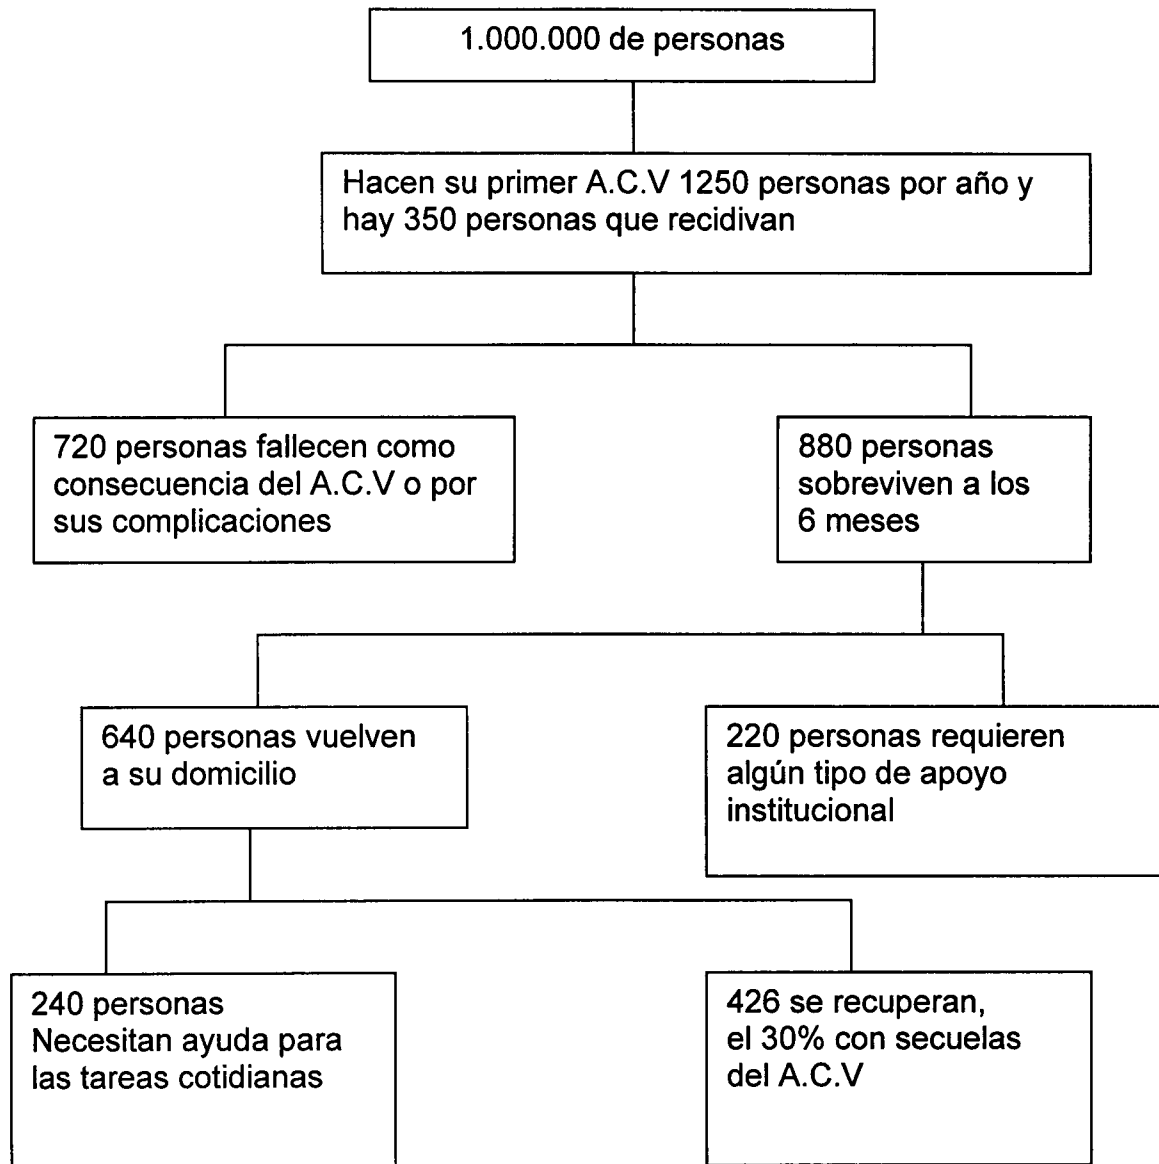 1.000.000 de personas
Hacen su primer A.C.V 1250 personas por año y
hay 350 personas que recidivan
720 personas fallecen como
consecuencia del A.C.V o por
sus complicaciones
880 personas
sobreviven a los
6 meses
640 personas vuelven
a su domicilio
220 personas requieren
algún tipo de apoyo
institucional
240 personas
Necesitan ayuda para
las tareas cotidianas
426 se recuperan,
el 30% con secuelas
del A.C.V